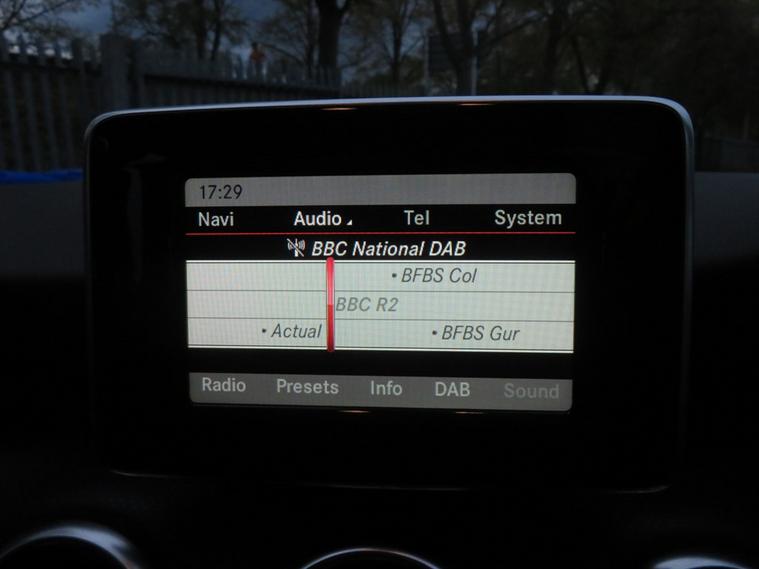 17:29
Navi Audio Tel System
BBC National DAB
• BFBS Col
BBC R2
• Actual • BFBS Gur
Radio Presets Info DAB Sound